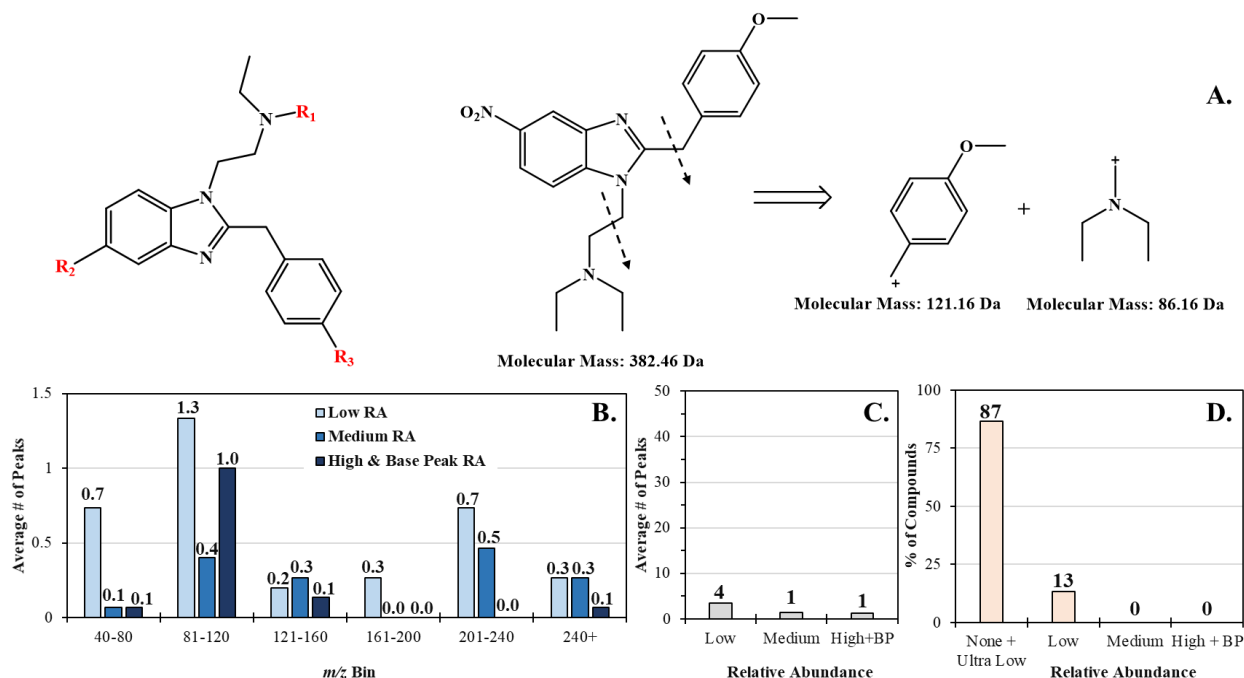 A.
N
R₁
N
N
R₂
R₃
O
O₂N
N
N
N
Molecular Mass: 382.46 Da
O
+
Molecular Mass: 121.16 Da
+
+
N
Molecular Mass: 86.16 Da
B.
Average # of Peaks
1.5
1
0.5
0
Low RA
Medium RA
High & Base Peak RA
0.7
0.1
0.1
1.3
0.4
1.0
0.2
0.3
0.1
0.3
0.0
0.0
0.7
0.5
0.0
0.3
0.3
0.1
40-80
81-120
121-160
161-200
201-240
240+
m/z Bin
C.
Average # of Peaks
50
40
30
20
10
0
4
1
1
Low
Medium
High+BP
Relative Abundance
D.
% of Compounds
100
75
50
25
0
87
13
0
0
None +
Ultra Low
Low
Medium
High + BP
Relative Abundance